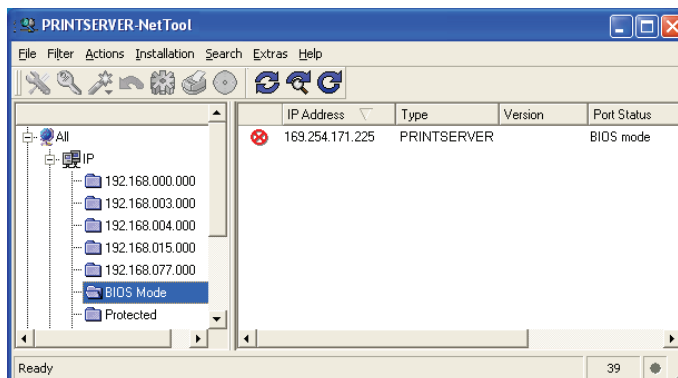 PRINTSERVER-NetTool
File Filter Actions Installation Search Extras Help
IP Address Type Version Port Status
All
IP
192.168.000.000
192.168.003.000
192.168.004.000
192.168.015.000
192.168.077.000
BIOS Mode
Protected
169.254.171.225 PRINTSERVER BIOS mode
Ready 39